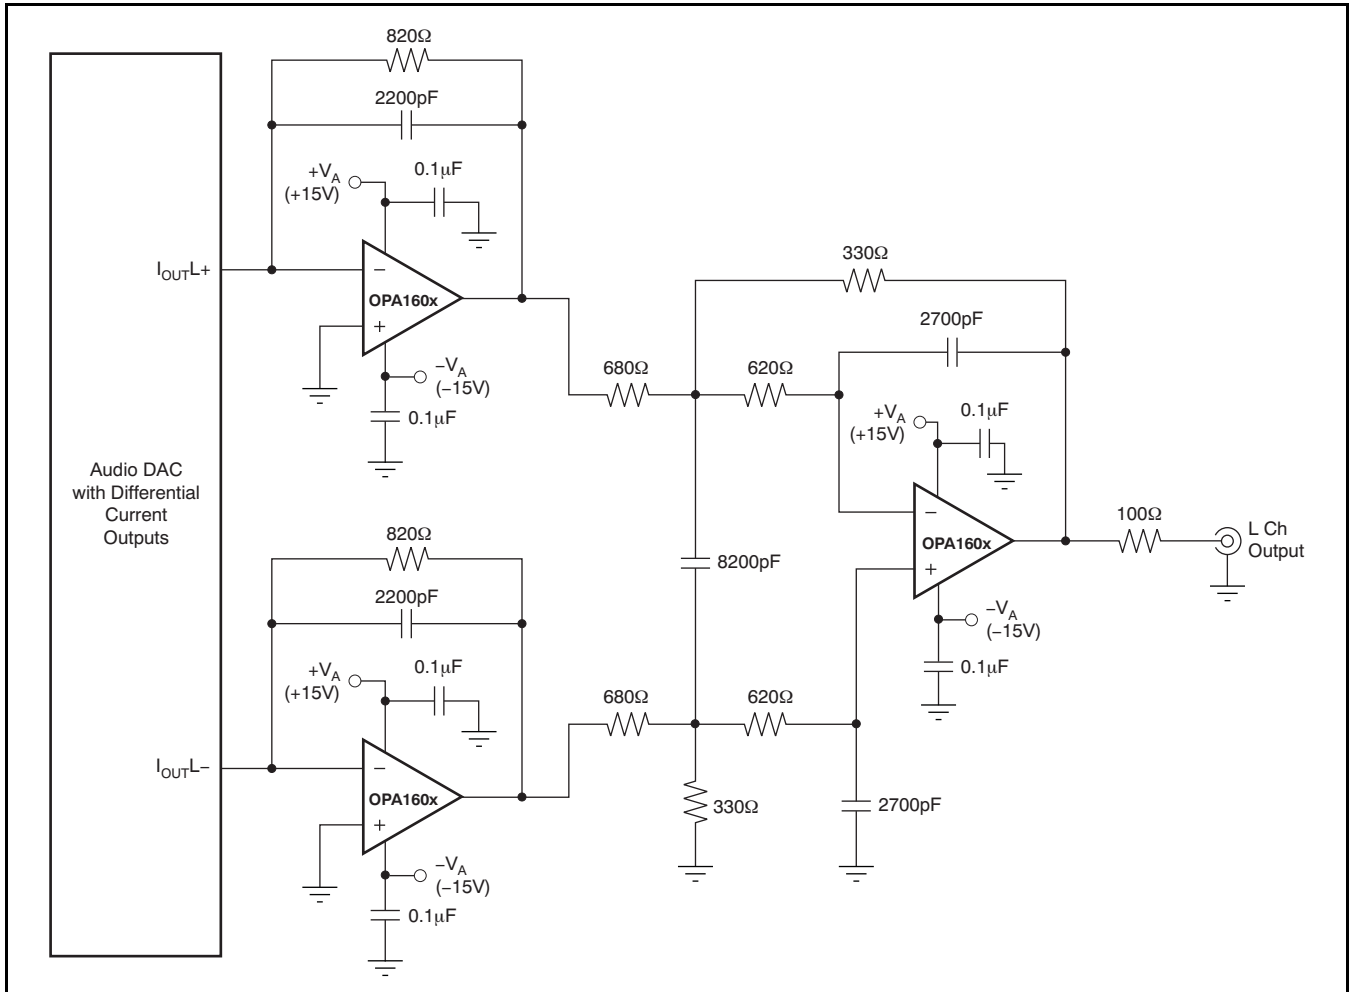 820Ω
2200pF
+VA
(+15V)
0.1µF
IOUTL+
−
OPA160x
+
−VA
(−15V)
0.1µF
330Ω
2700pF
680Ω
620Ω
+VA
(+15V)
0.1µF
−
OPA160x
+
100Ω
L Ch
Output
−VA
(−15V)
0.1µF
Audio DAC
with Differential
Current
Outputs
8200pF
820Ω
2200pF
+VA
(+15V)
0.1µF
IOUTL−
−
OPA160x
+
−VA
(−15V)
0.1µF
680Ω
620Ω
330Ω
2700pF